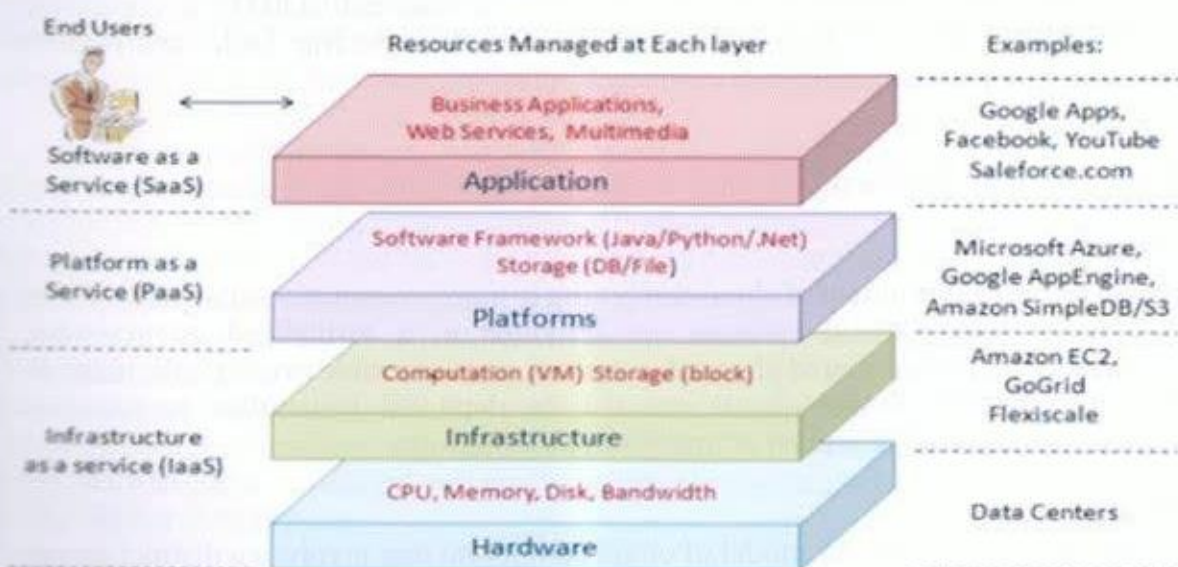 End Users
Resources Managed at Each layer
Examples:
Business Applications,
Web Services, Multimedia
Application
Software as a
Service (SaaS)
Google Apps,
Facebook, YouTube
Saleforce.com
Software Framework (Java/Python/.Net)
Storage (DB/File)
Platforms
Platform as a
Service (PaaS)
Microsoft Azure,
Google AppEngine,
Amazon SimpleDB/S3
Computation (VM) Storage (block)
Infrastructure
Amazon EC2,
GoGrid
Flexiscale
Infrastructure
as a service (IaaS)
CPU, Memory, Disk, Bandwidth
Hardware
Data Centers